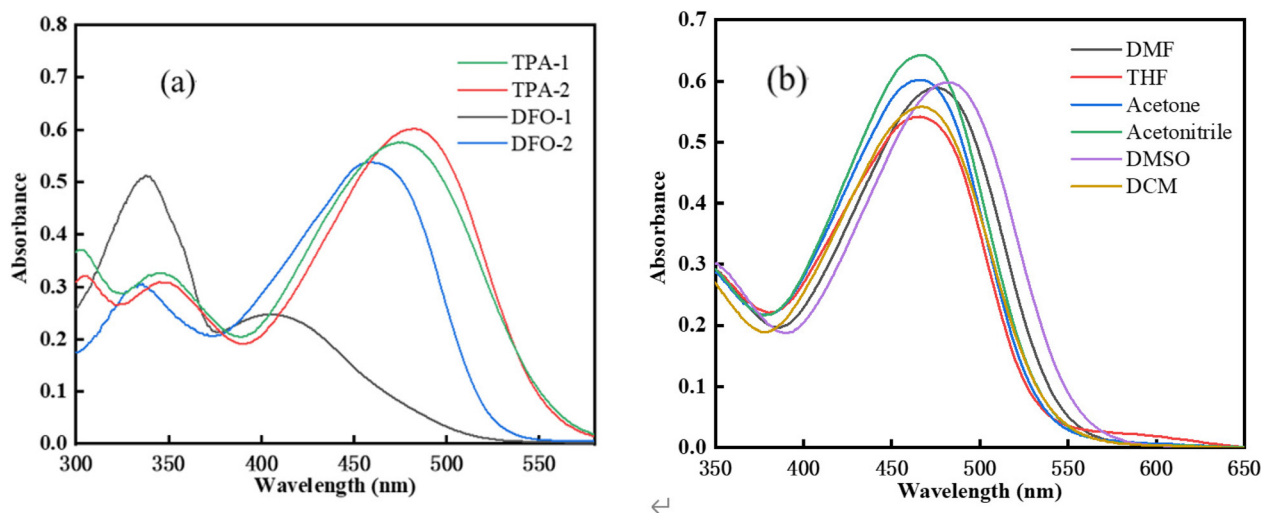 (a)
TPA-1
TPA-2
DFO-1
DFO-2
Absorbance
0.8
0.7
0.6
0.5
0.4
0.3
0.2
0.1
0.0
300 350 400 450 500 550
Wavelength (nm)
(b)
DMF
THF
Acetone
Acetonitrile
DMSO
DCM
Absorbance
0.7
0.6
0.5
0.4
0.3
0.2
0.1
0.0
350 400 450 500 550 600 650
Wavelength (nm)
↵